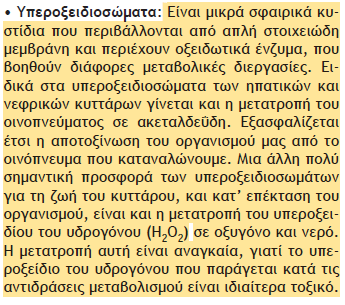 • Υπεροξειδιοσώματα: Είναι μικρά σφαιρικά κυ-
στίδια που περιβάλλονται από απλή στοιχειώδη
μεμβράνη και περιέχουν οξειδωτικά ένζυμα, που
βοηθούν διάφορες μεταβολικές διεργασίες. Ει-
δικά στα υπεροξειδιοσώματα των ηπατικών και
νεφρικών κυττάρων γίνεται και η μετατροπή του
οινοπνεύματος σε ακεταλδεΰδη. Εξασφαλίζεται
έτσι η αποτοξίνωση του οργανισμού μας από το
οινόπνευμα που καταναλώνουμε. Μια άλλη πολύ
σημαντική προσφορά των υπεροξειδιοσωμάτων
για τη ζωή του κυττάρου, και κατ' επέκταση του
οργανισμού, είναι και η μετατροπή του υπεροξει-
δίου του υδρογόνου (H₂O₂) σε οξυγόνο και νερό.
Η μετατροπή αυτή είναι αναγκαία, γιατί το υπε-
ροξείδιο του υδρογόνου που παράγεται κατά τις
αντιδράσεις μεταβολισμού είναι ιδιαίτερα τοξικό.